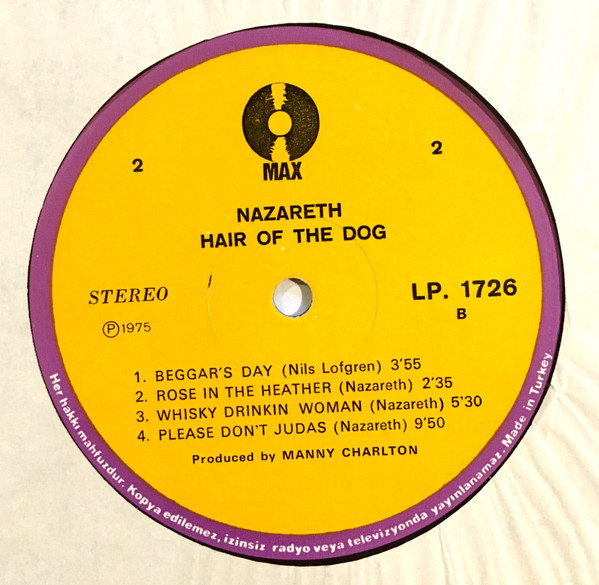 MAX
2
2
NAZARETH
HAIR OF THE DOG
STEREO
LP. 1726
Ⓟ1975
B
1. BEGGAR'S DAY (Nils Lofgren) 3'55
2. ROSE IN THE HEATHER (Nazareth) 2'35
3. WHISKY DRINKIN WOMAN (Nazareth) 5'30
4. PLEASE DON'T JUDAS (Nazareth) 9'50
Produced by MANNY CHARLTON
Her hakkı mahfuzdur. Kopya edilemez, izinsiz radyo veya televizyonda yayınlanamaz. Made in Turkey